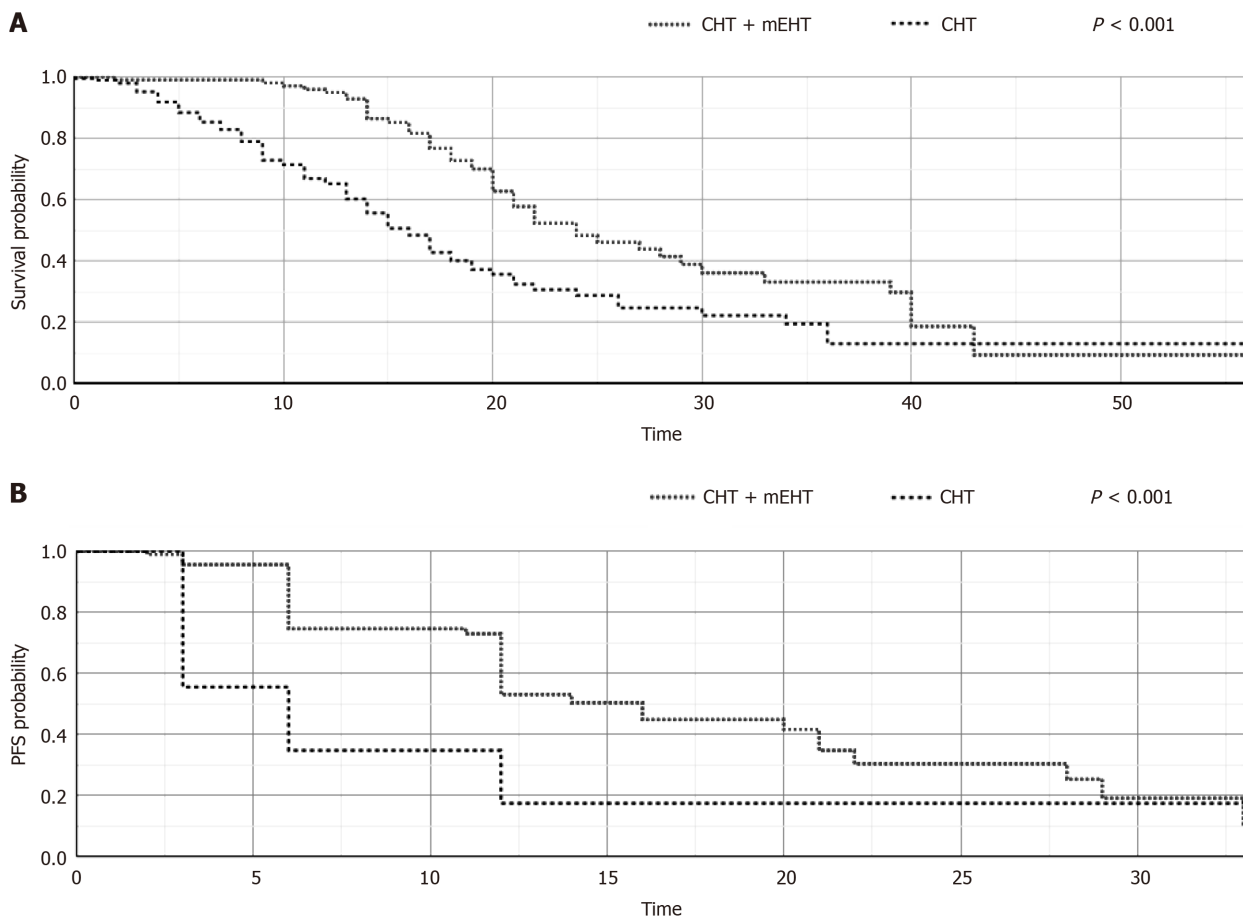 A
CHT + mEHT CHT P < 0.001
Survival probability
1.0
0.8
0.6
0.4
0.2
0.0
0 10 20 30 40 50
Time
B
CHT + mEHT CHT P < 0.001
PFS probability
1.0
0.8
0.6
0.4
0.2
0.0
0 5 10 15 20 25 30
Time